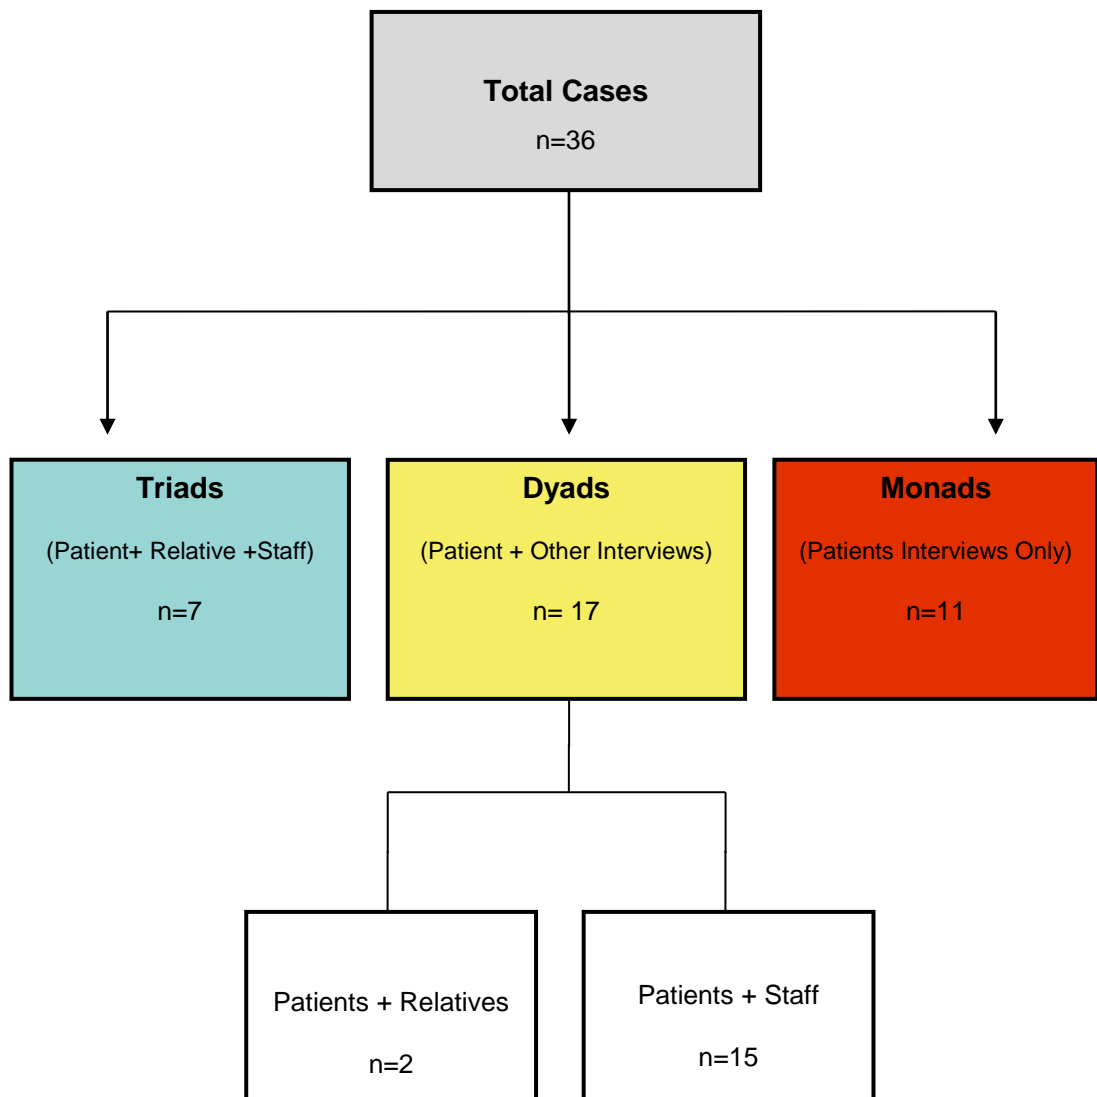 Total Cases
n=36
Triads
(Patient+ Relative +Staff)
n=7
Dyads
(Patient + Other Interviews)
n= 17
Monads
(Patients Interviews Only)
n=11
Patients + Relatives
n=2
Patients + Staff
n=15